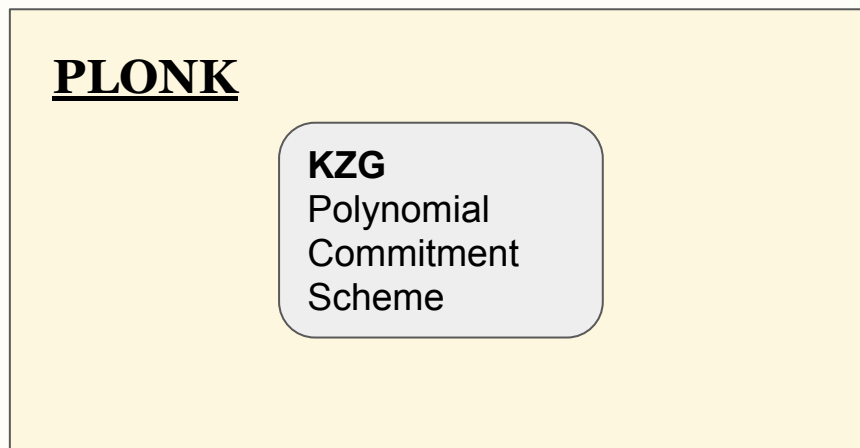 PLONK
KZG
Polynomial
Commitment
Scheme